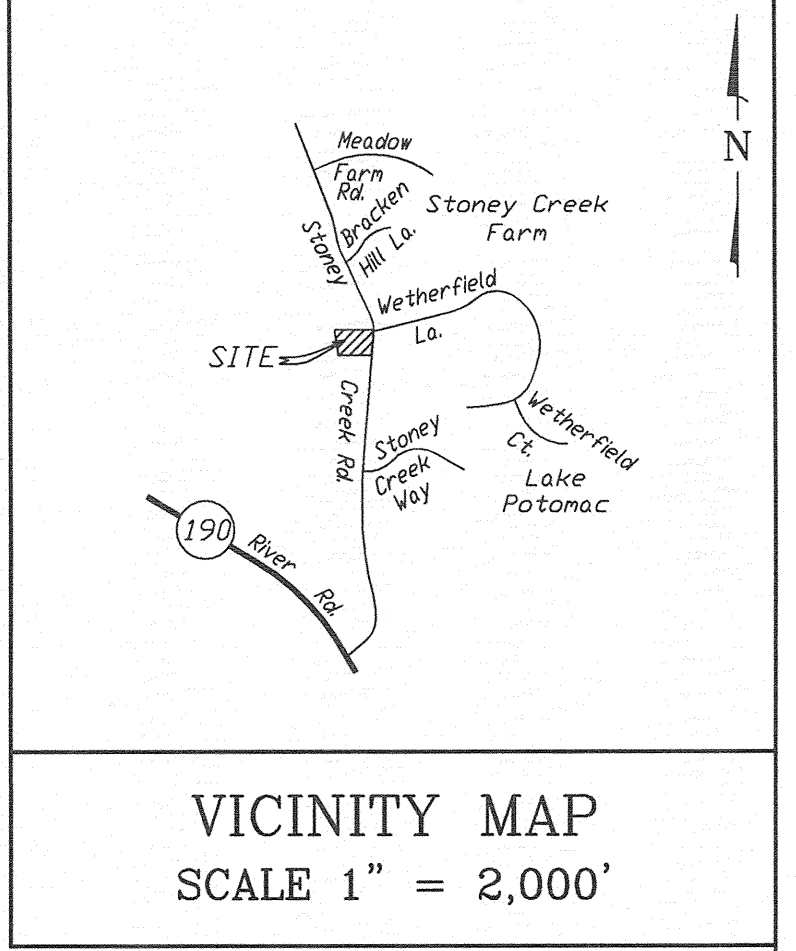 Meadow
Farm
Rd.
Bracken
Hill La.
Stoney Creek
Farm
N
Stoney
Wetherfield
La.
SITE
Creek Rd.
Stoney
Creek
Way
Wetherfield
Ct.
Lake
Potomac
190
River Rd.
VICINITY MAP
SCALE 1" = 2,000'